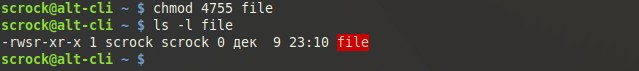 scrock@alt-cli ~ $ chmod 4755 file
scrock@alt-cli ~ $ ls -l file
-rwsr-xr-x 1 scrock scrock 0 дек  9 23:10 file
scrock@alt-cli ~ $